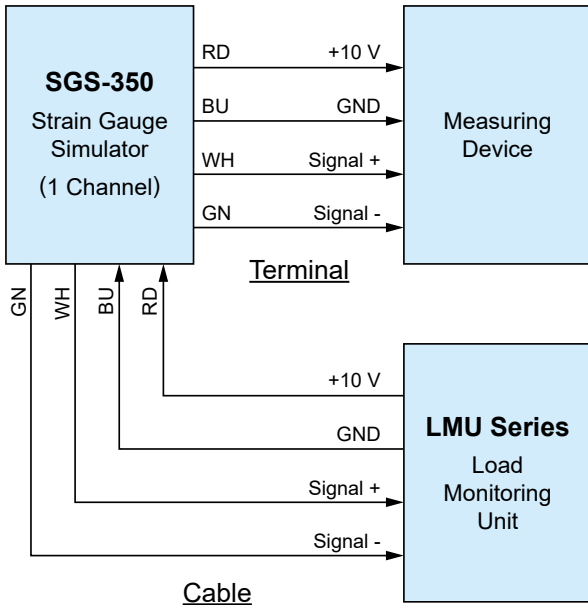 SGS-350
Strain Gauge
Simulator
(1 Channel)
RD +10 V
BU GND
WH Signal +
GN Signal -
Measuring
Device
Terminal
GN
WH
BU
RD
+10 V
GND
Signal +
Signal -
LMU Series
Load
Monitoring
Unit
Cable